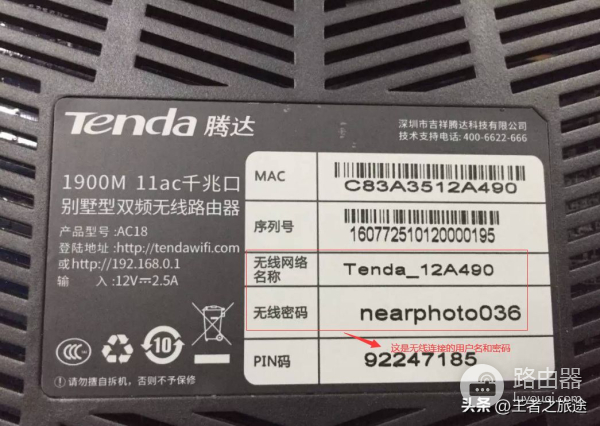 Tenda 腾达
深圳市吉祥腾达科技有限公司
技术支持电话: 400-6622-666
1900M 11ac千兆口
别墅型双频无线路由器
产品型号:AC18
登陆地址:http://tendawifi.com
或http://192.168.0.1
输 入:12V⎓2.5A
MAC
C83A3512A490
序列号
160772510120000195
无线网络名称
Tenda_12A490
无线密码
nearphoto036
这是无线连接的用户名和密码
PIN码
92247185
CCC
10
请勿擅自拆机，否则不予保修。
路由器
luyouqi.com
头条 @王者之旅途